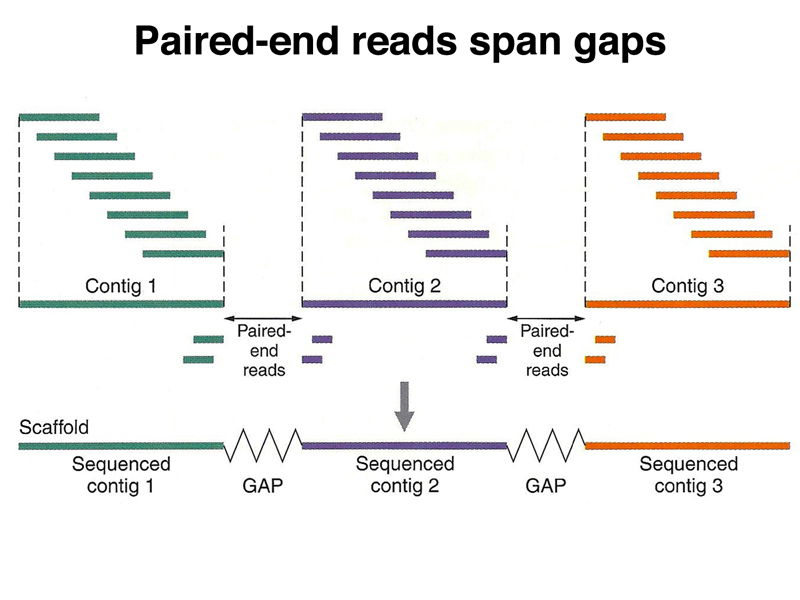 Paired-end reads span gaps
Contig 1
Contig 2
Contig 3
Paired-
end
reads
Paired-
end
reads
Scaffold
Sequenced
contig 1
GAP
Sequenced
contig 2
GAP
Sequenced
contig 3